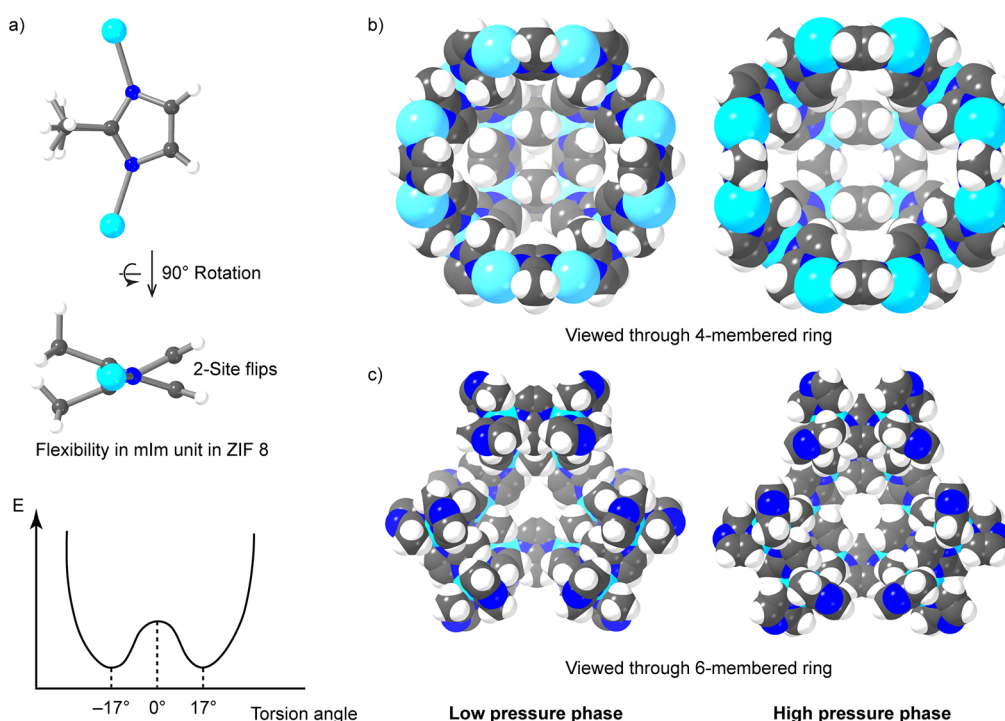 a)
90° Rotation
2-Site flips
Flexibility in mIm unit in ZIF 8
E
–17°
0°
17°
Torsion angle
b)
Viewed through 4-membered ring
c)
Viewed through 6-membered ring
Low pressure phase
High pressure phase